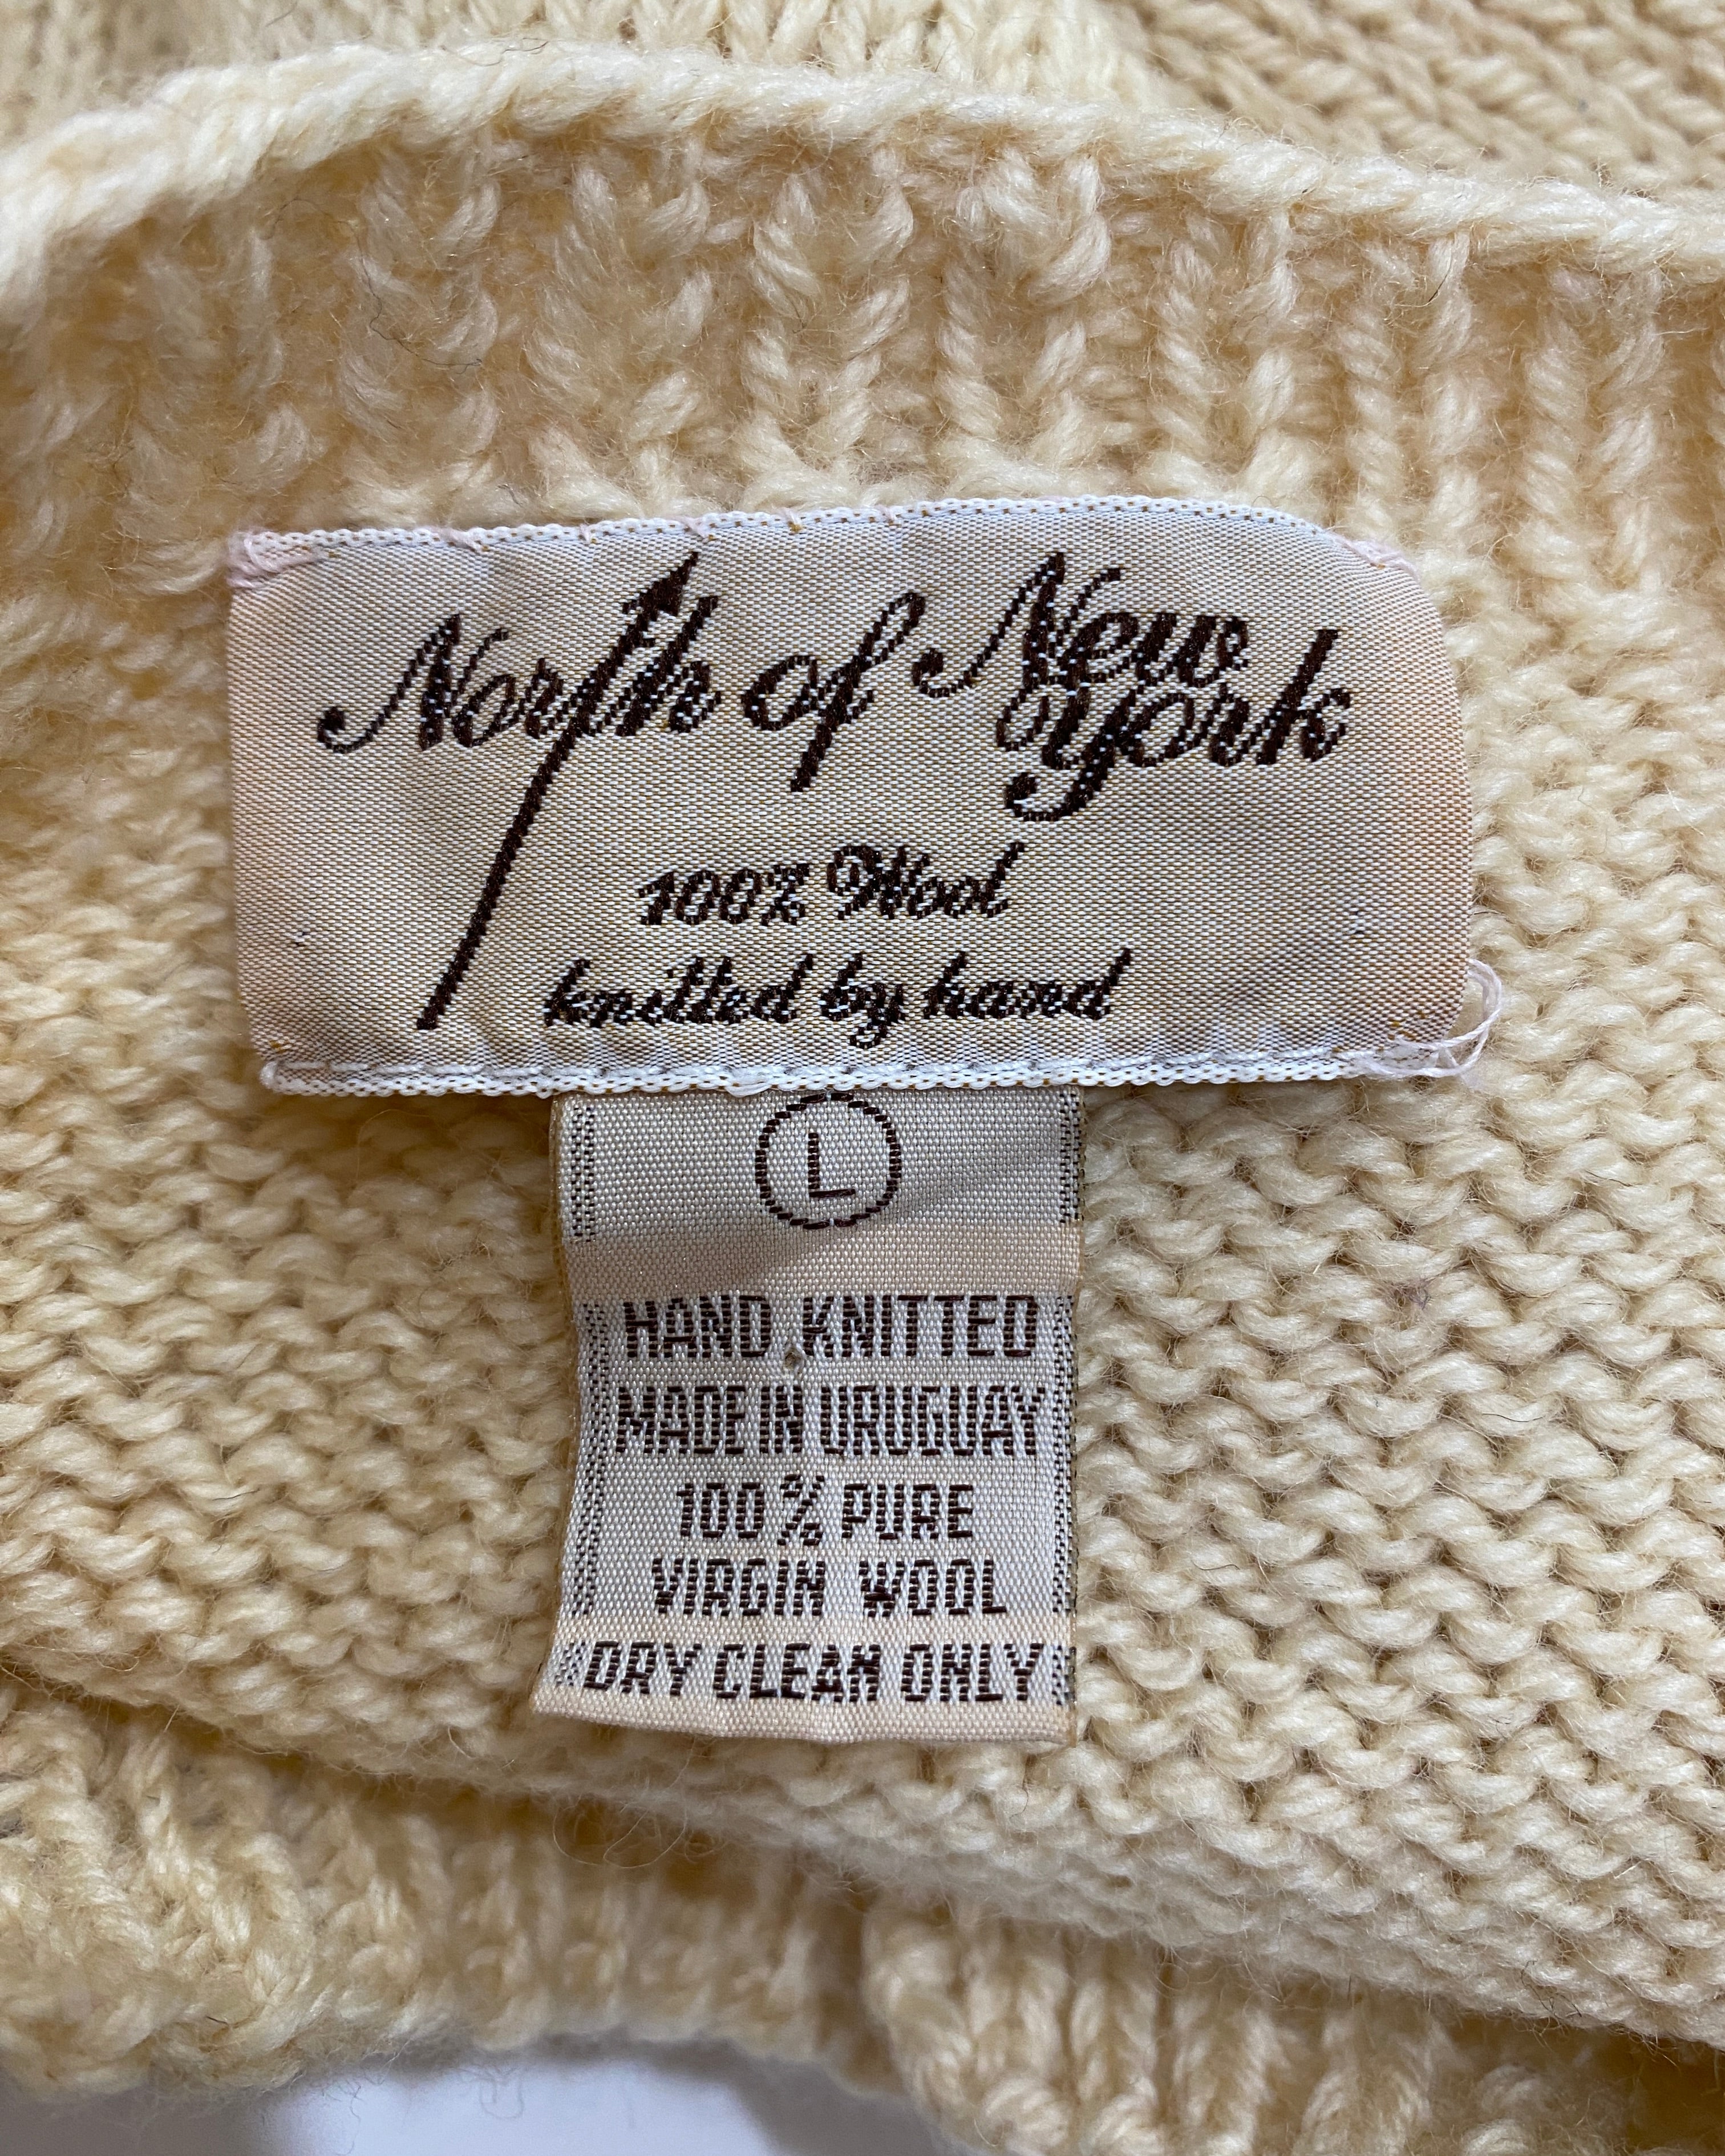 North of New
York
100% Wool
knitted by hand
L
HAND KNITTED
MADE IN URUGUAY
100% PURE
VIRGIN WOOL
DRY CLEAN ONLY